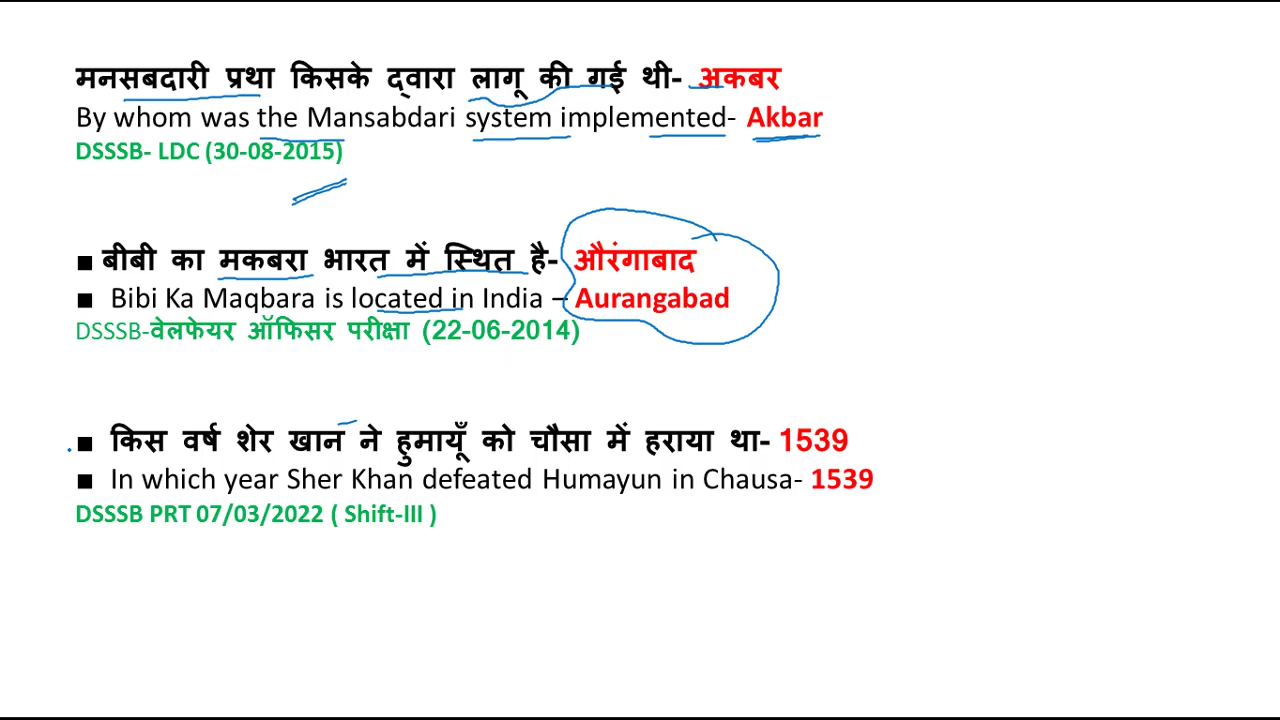 मनसबदारी प्रथा किसके द्वारा लागू की गई थी- अकबर
By whom was the Mansabdari system implemented- Akbar
DSSSB- LDC (30-08-2015)
■ बीबी का मकबरा भारत में स्थित है- औरंगाबाद
■ Bibi Ka Maqbara is located in India – Aurangabad
DSSSB-वेलफेयर ऑफिसर परीक्षा (22-06-2014)
■ किस वर्ष शेर खान ने हुमायूँ को चौसा में हराया था- 1539
■ In which year Sher Khan defeated Humayun in Chausa- 1539
DSSSB PRT 07/03/2022 ( Shift-III )